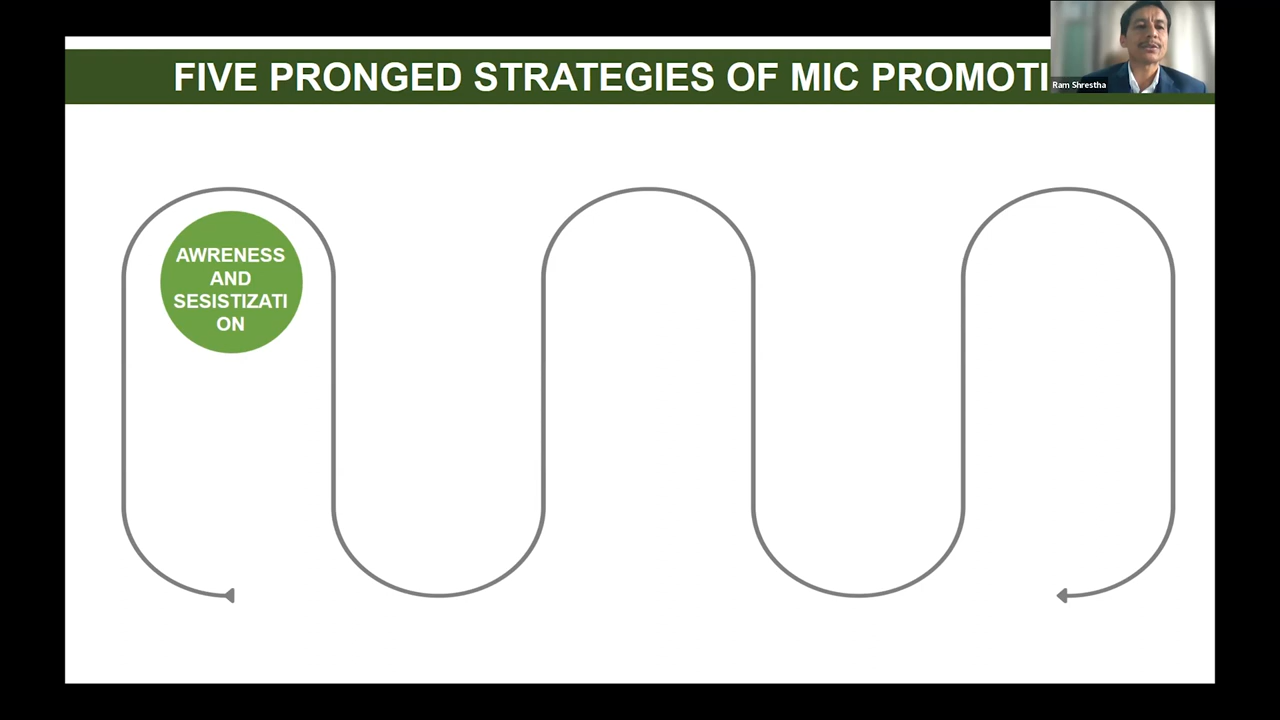 FIVE PRONGED STRATEGIES OF MIC PROMOTI
Ram Shrestha
AWRENESS
AND
SESISTIZATI
ON